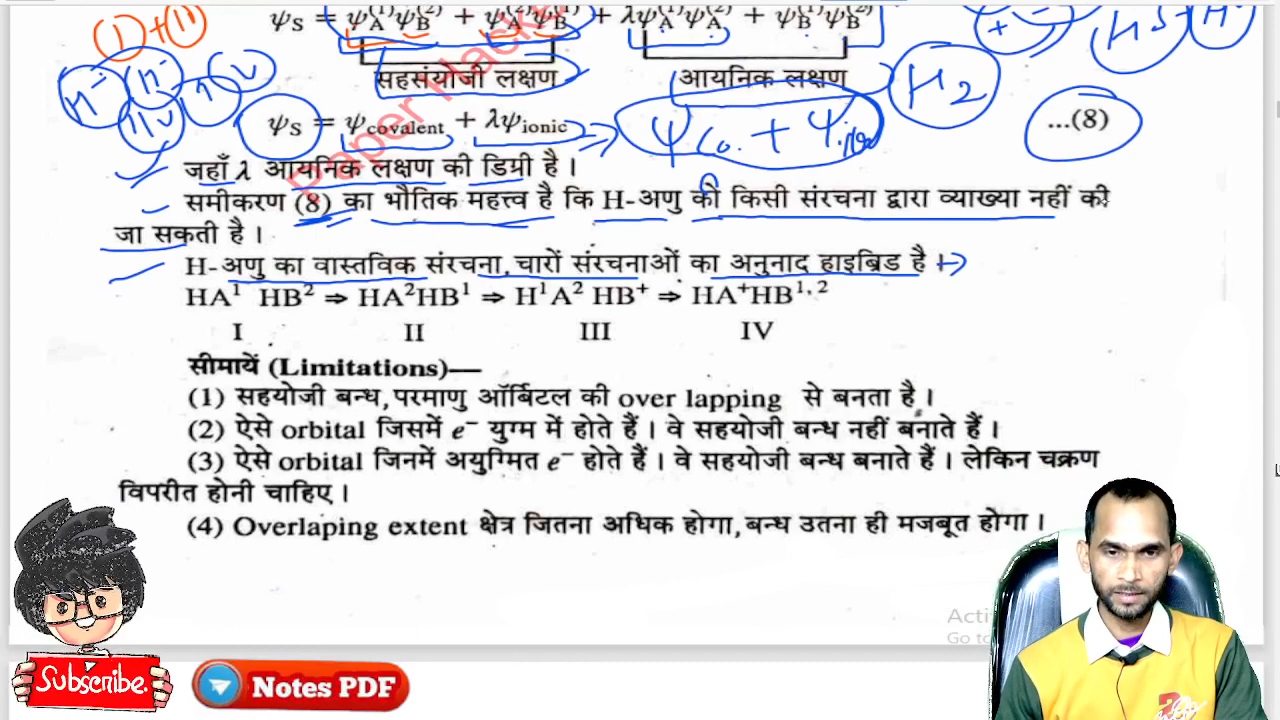 ψS = ψA(1)ψB(2) + ψA(2)ψB(1) + λψA(1)ψA(2) + ψB(1)ψB(2)
(I)+(II)
सहसंयोजी लक्षण आयनिक लक्षण
H2
ψS = ψcovalent + λψionic ...(8)
जहाँ λ आयनिक लक्षण की डिग्री है ।
समीकरण (8) का भौतिक महत्त्व है कि H-अणु की किसी संरचना द्वारा व्याख्या नहीं की
जा सकती है ।
H-अणु का वास्तविक संरचना, चारों संरचनाओं का अनुनाद हाइब्रिड है
HA¹ HB² ⇒ HA²HB¹ ⇒ H¹A² HB⁺ ⇒ HA⁺HB¹·²
I II III IV
सीमायें (Limitations)—
(1) सहयोजी बन्ध, परमाणु ऑर्बिटल की over lapping से बनता है ।
(2) ऐसे orbital जिसमें e⁻ युग्म में होते हैं । वे सहयोजी बन्ध नहीं बनाते हैं ।
(3) ऐसे orbital जिनमें अयुग्मित e⁻ होते हैं । वे सहयोजी बन्ध बनाते हैं । लेकिन चक्रण
विपरीत होनी चाहिए ।
(4) Overlaping extent क्षेत्र जितना अधिक होगा, बन्ध उतना ही मजबूत होगा ।
Paper Hacker
Subscribe.
Notes PDF